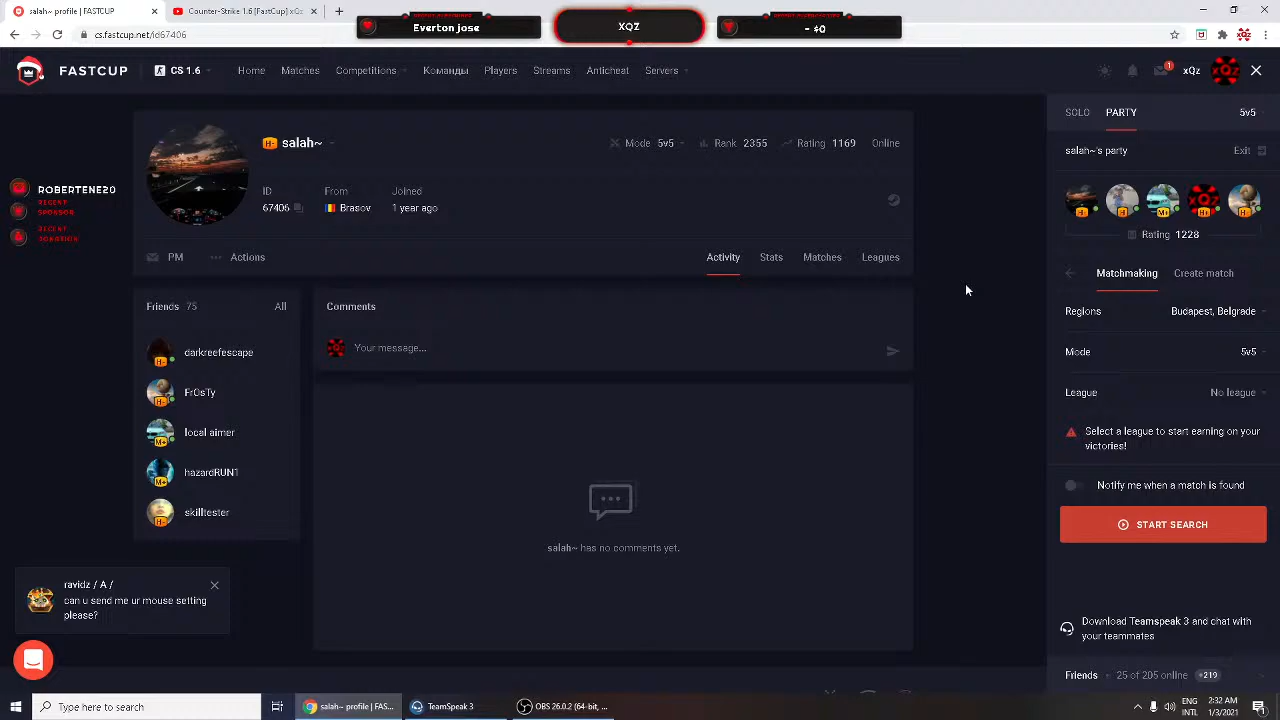 salah~ profile | FASTCUP
Counter-Strike 1.6 [FastCup] xQ
Everton jose
XQZ
- $Q
FASTCUP
CS 1.6
Home
Matches
Competitions
Команды
Players
Streams
Anticheat
Servers
1
xQz
salah~
Mode 5v5
Rank 2355
Rating 1169
Online
ID
67406
From
Brasov
Joined
1 year ago
ROBERTENE20
RECENT
SPONSOR
RECENT
DONATION
PM
Actions
Activity
Stats
Matches
Leagues
Friends 75
All
darkreefescape
Fr0sTy
local aimer
hazardRUN1
skilltester
Comments
Your message...
salah~ has no comments yet.
ravidz / A /
can u send me ur mouse setting
please?
SOLO
PARTY
5v5
salah~'s party
Exit
Rating 1228
Matchmaking
Create match
Regions
Budapest, Belgrade
Mode
5v5
League
No league
Select a league to start earning on your
victories!
Notify me when a match is found
START SEARCH
Download Teamspeak 3 and chat with
your teammates
Friends
25 of 205 online
+219
Type here to search
salah~ profile | FAS...
TeamSpeak 3
OBS 26.0.2 (64-bit, ...
ENG
INTL
2:32 AM
1/3/2021